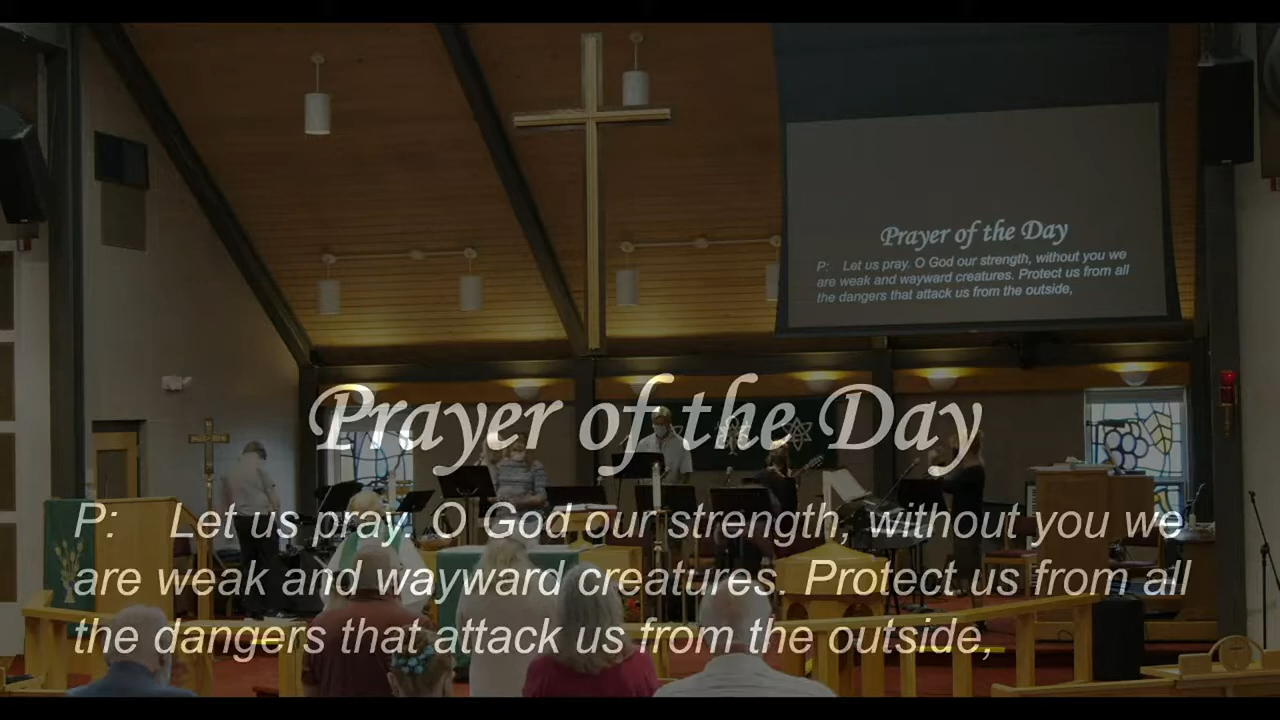 Prayer of the Day
P: Let us pray. O God our strength, without you we
are weak and wayward creatures. Protect us from all
the dangers that attack us from the outside,
Prayer of the Day
P: Let us pray. O God our strength, without you we
are weak and wayward creatures. Protect us from all
the dangers that attack us from the outside,